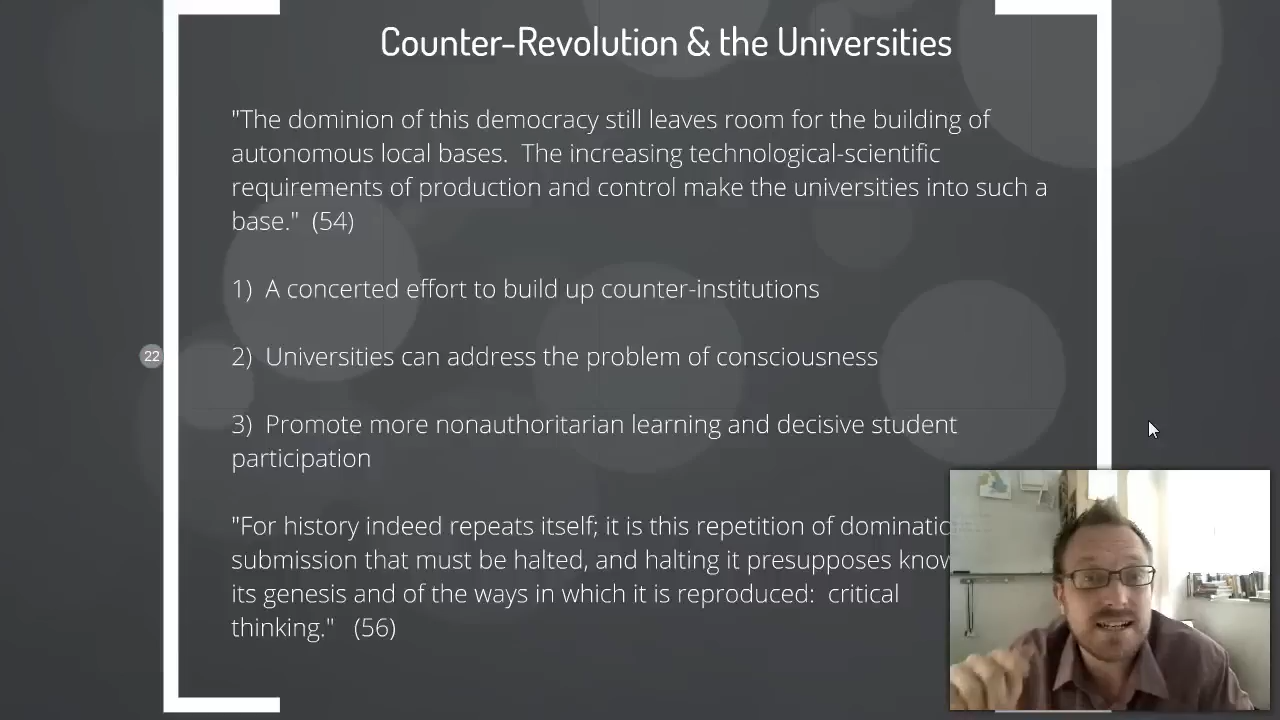 Counter-Revolution & the Universities
"The dominion of this democracy still leaves room for the building of
autonomous local bases.  The increasing technological-scientific
requirements of production and control make the universities into such a
base."  (54)
1)  A concerted effort to build up counter-institutions
22
2)  Universities can address the problem of consciousness
3)  Promote more nonauthoritarian learning and decisive student
participation
"For history indeed repeats itself; it is this repetition of
submission that must be halted, and halting it presupposes
its genesis and of the ways in which it is reproduced:  critical
thinking."   (56)